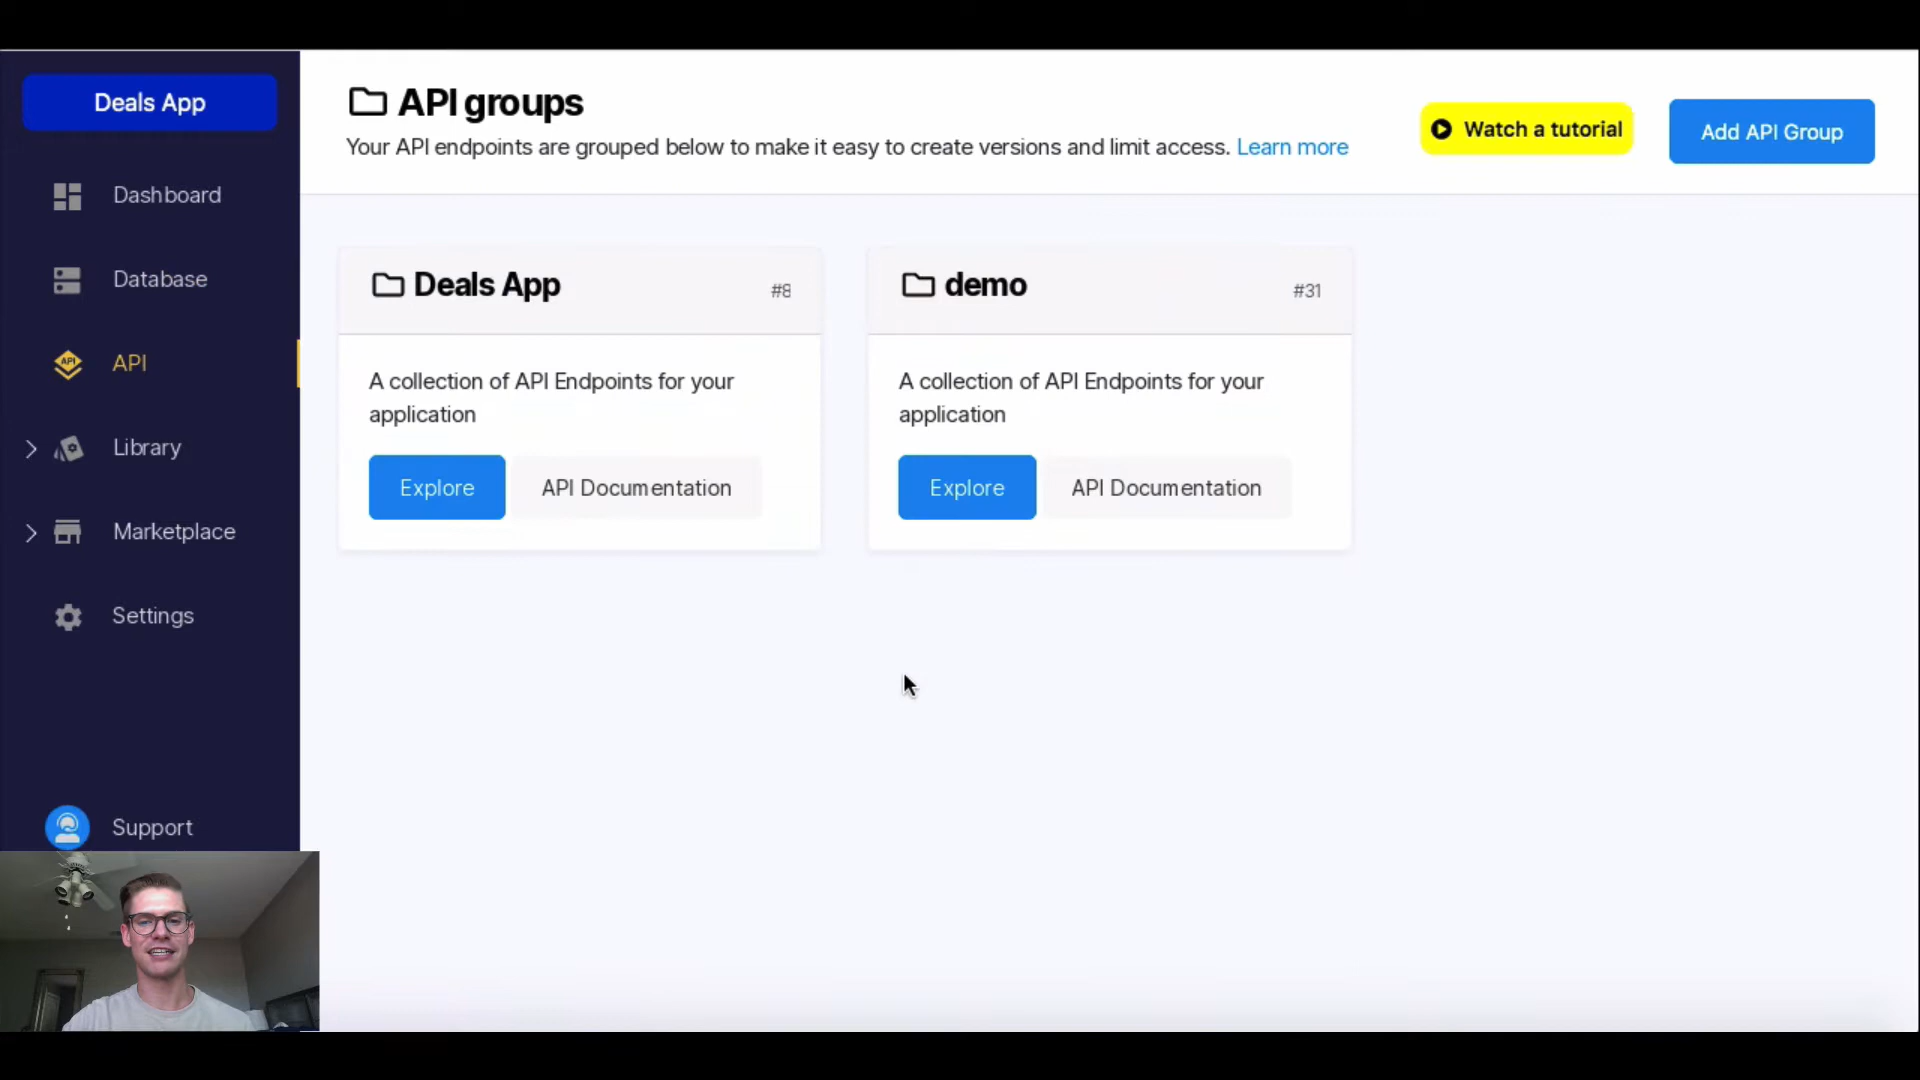 Deals App
Dashboard
Database
API
API
Library
Marketplace
Settings
Support
API groups
Your API endpoints are grouped below to make it easy to create versions and limit access. Learn more
Watch a tutorial
Add API Group
Deals App
#8
A collection of API Endpoints for your
application
Explore
API Documentation
demo
#31
A collection of API Endpoints for your
application
Explore
API Documentation